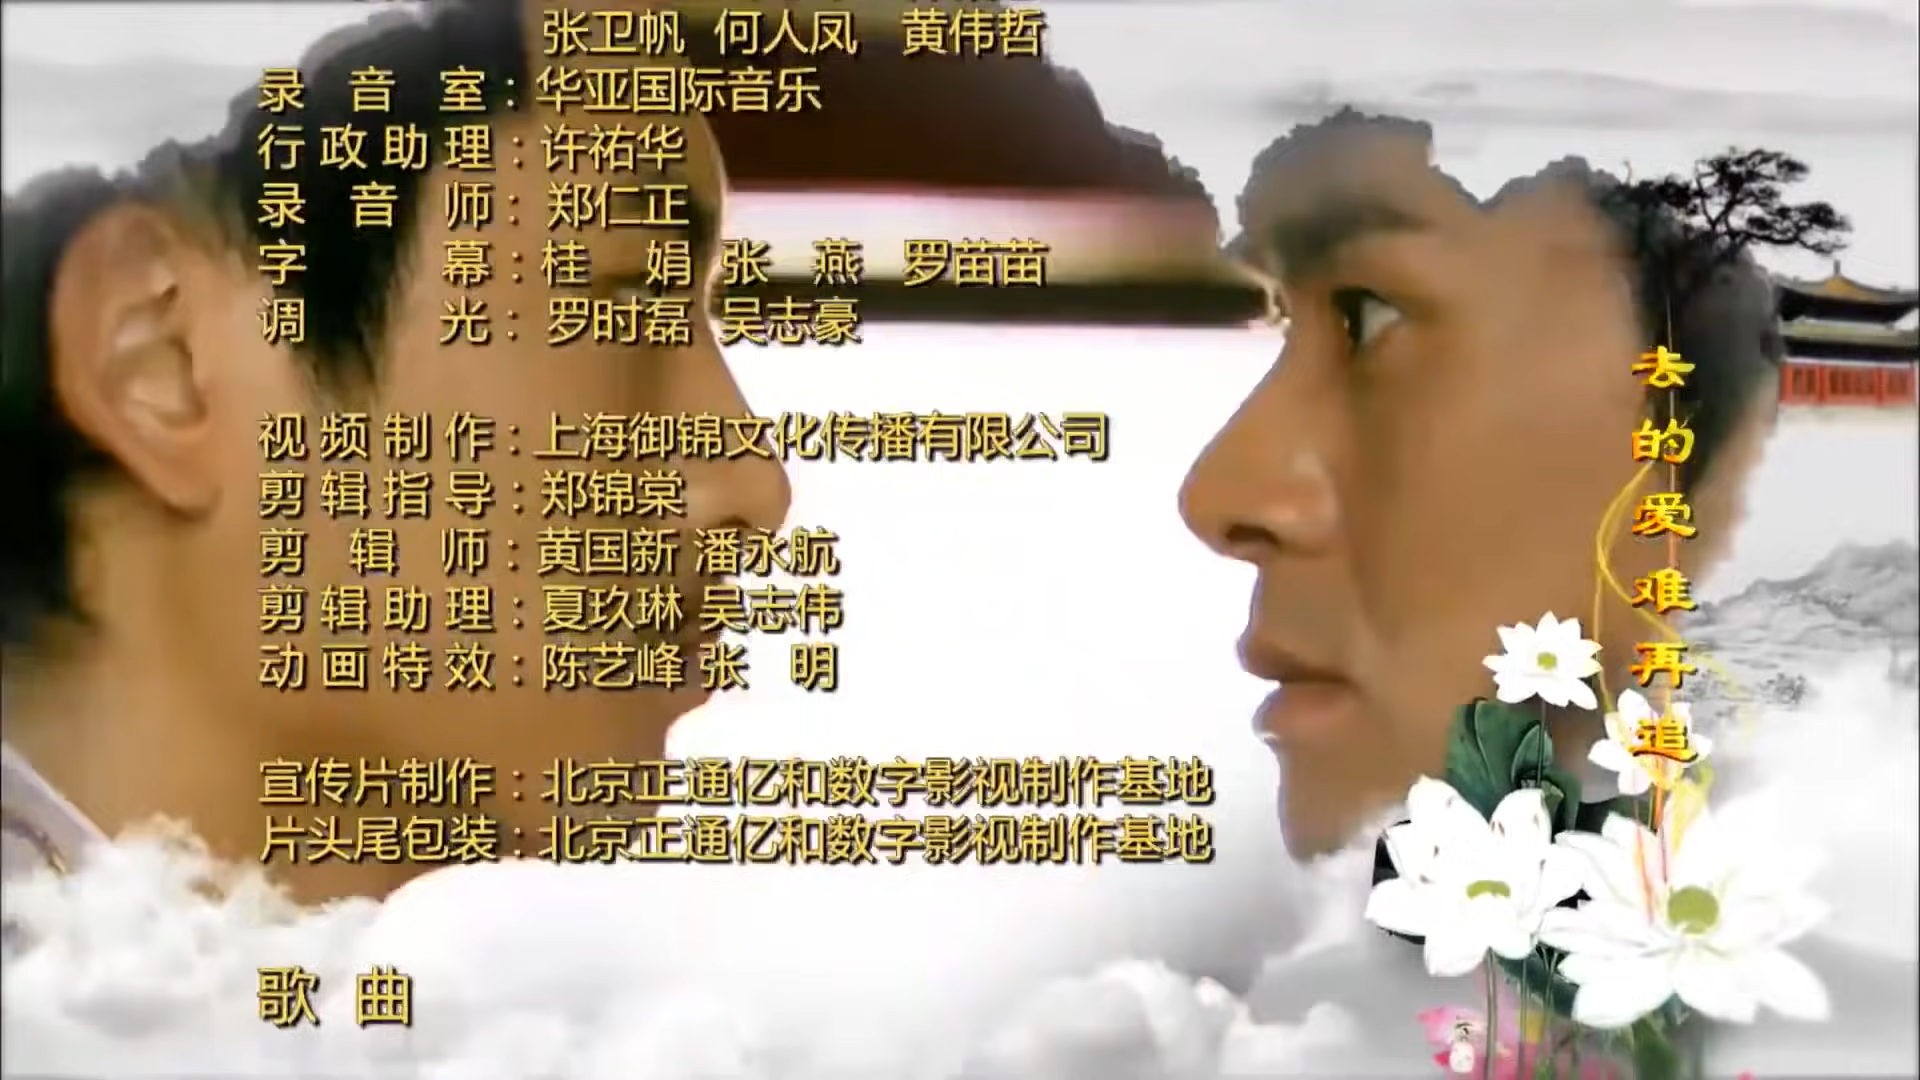 张卫帆 何人凤 黄伟哲
录音室：华亚国际音乐
行政助理：许祐华
录音师：郑仁正
字幕：桂娟 张燕 罗苗苗
调光：罗时磊 吴志豪
视频制作：上海御锦文化传播有限公司
剪辑指导：郑锦棠
剪辑师：黄国新 潘永航
剪辑助理：夏玖琳 吴志伟
动画特效：陈艺峰 张明
宣传片制作：北京正通亿和数字影视制作基地
片头尾包装：北京正通亿和数字影视制作基地
歌曲
去的爱难再追